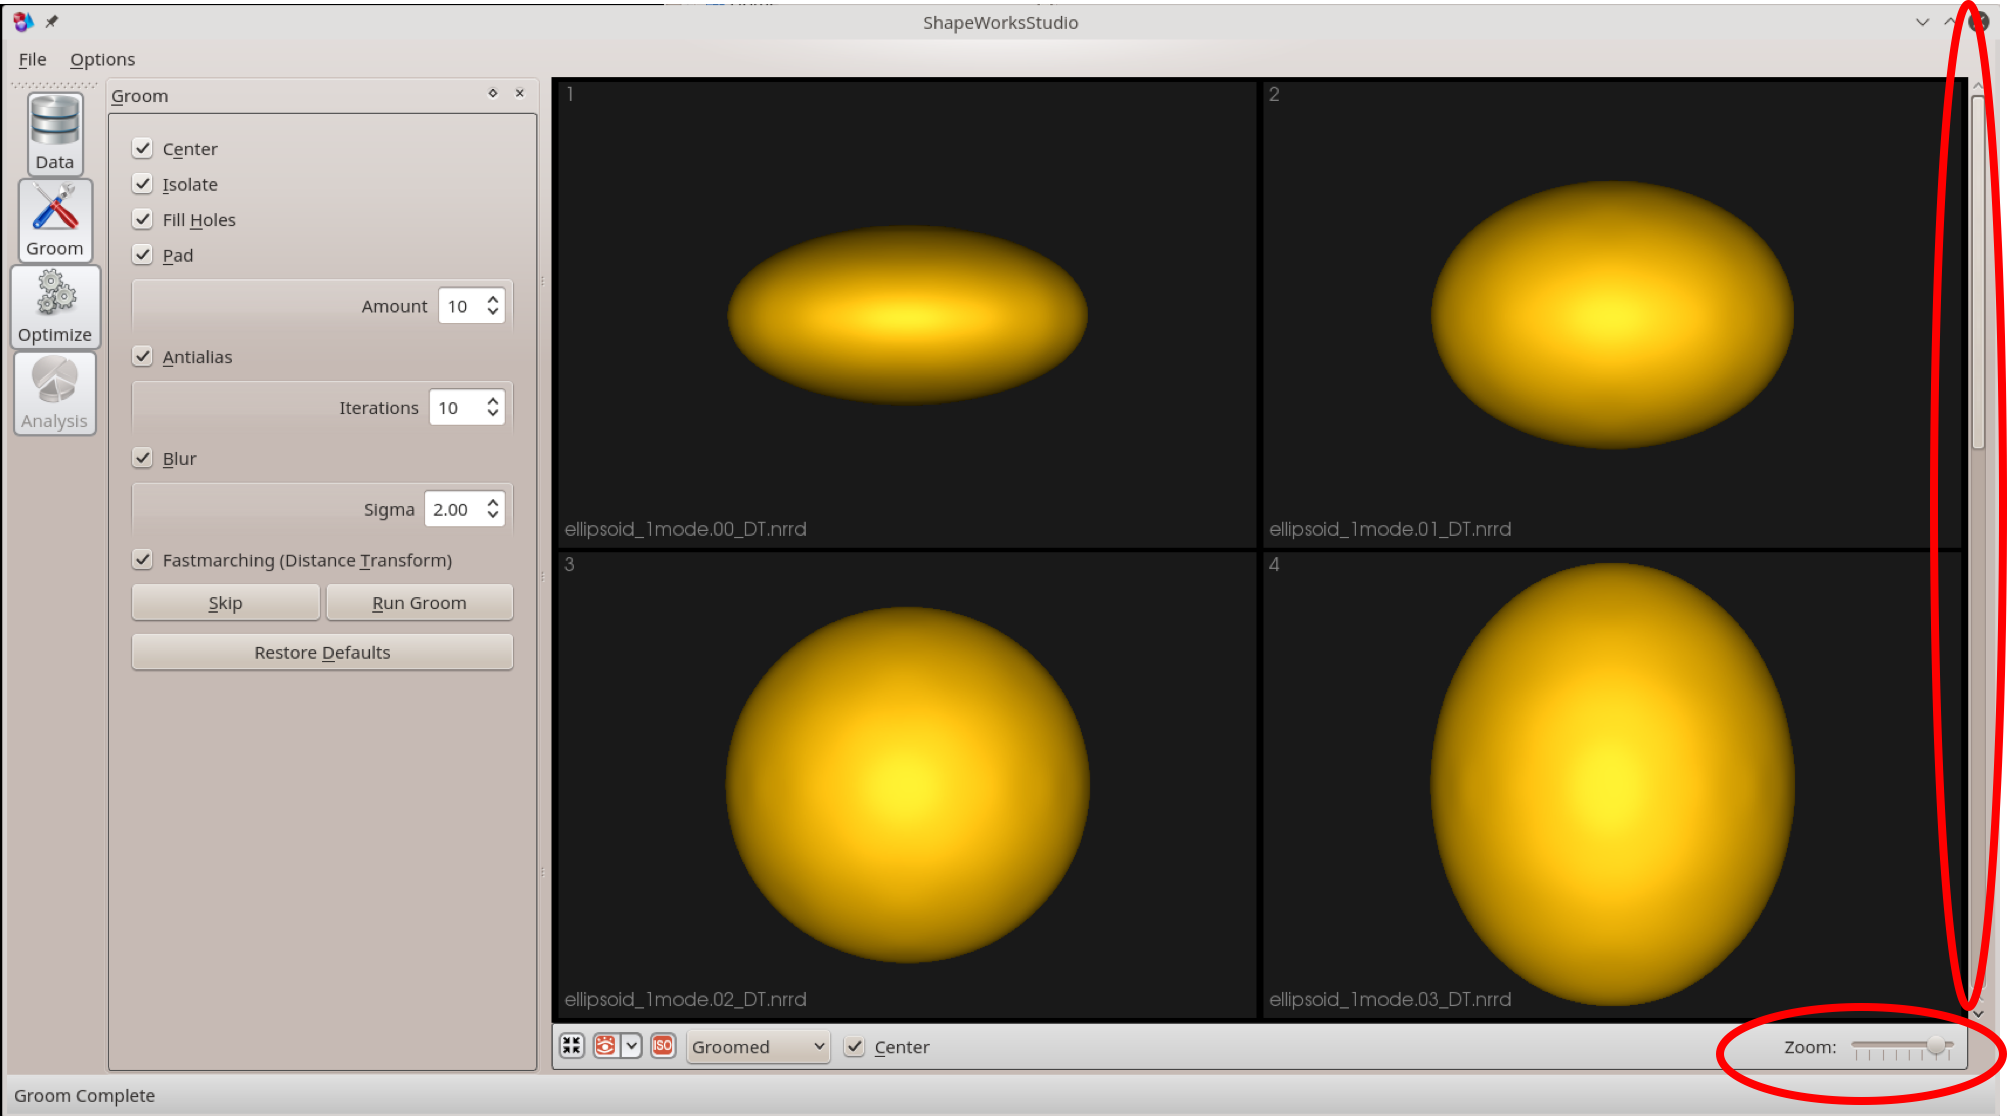 ShapeWorksStudio
File Options
Data
Groom
Optimize
Analysis
Groom
Center
Isolate
Fill Holes
Pad
Amount 10
Antialias
Iterations 10
Blur
Sigma 2.00
Fastmarching (Distance Transform)
Skip Run Groom
Restore Defaults
1
ellipsoid_1mode.00_DT.nrrd
2
ellipsoid_1mode.01_DT.nrrd
3
ellipsoid_1mode.02_DT.nrrd
4
ellipsoid_1mode.03_DT.nrrd
ISO Groomed Center Zoom:
Groom Complete